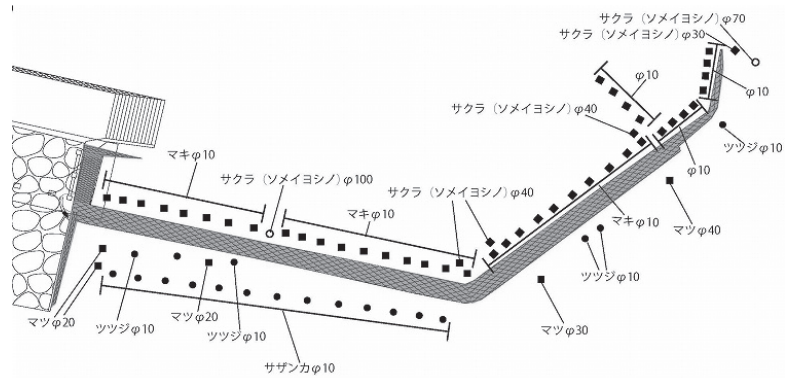 サクラ（ソメイヨシノ）φ70
サクラ（ソメイヨシノ）φ30
φ10
φ10
サクラ（ソメイヨシノ）φ40
ツツジφ10
マキφ10
φ10
サクラ（ソメイヨシノ）φ100
サクラ（ソメイヨシノ）φ40
マキφ10
マキφ10
マツφ40
ツツジφ10
マツφ20
ツツジφ10
マツφ20
ツツジφ10
マツφ30
サザンカφ10